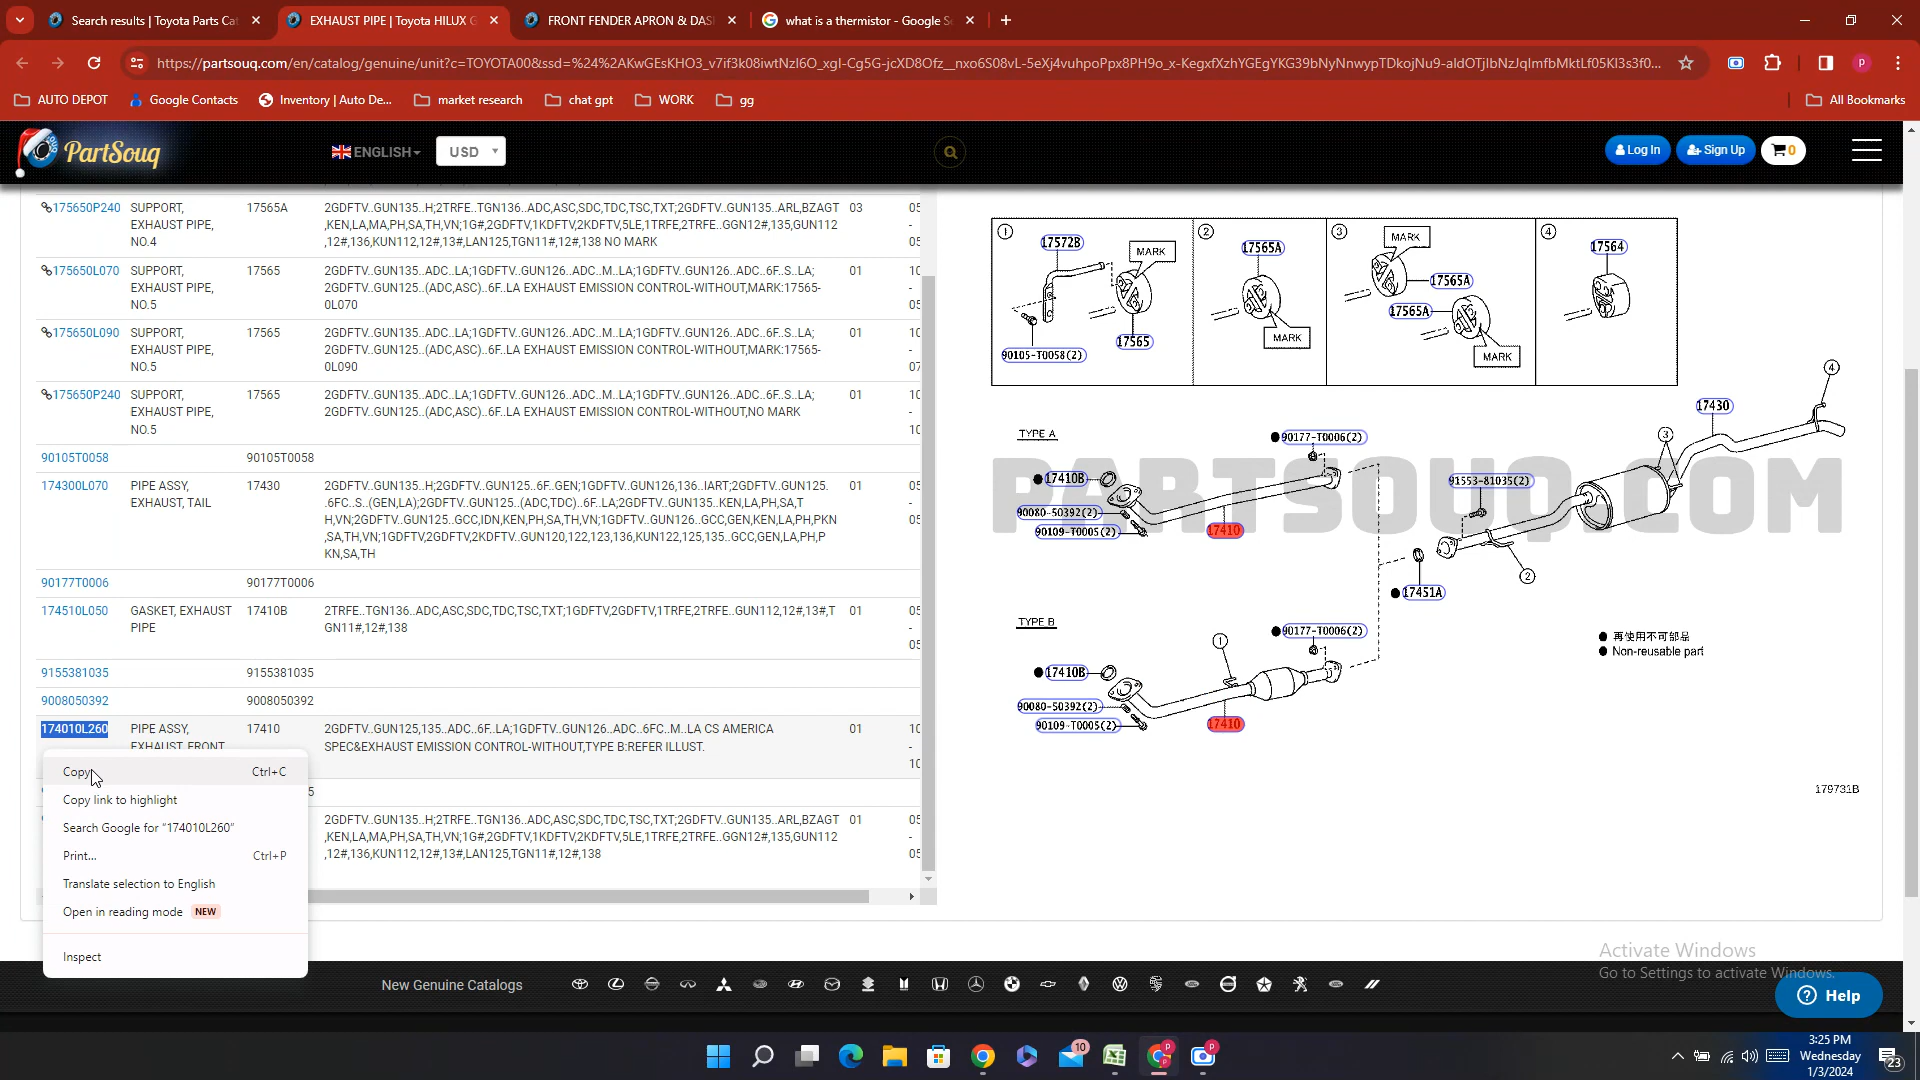 Search results | Toyota Parts Cat
EXHAUST PIPE | Toyota HILUX G
FRONT FENDER APRON & DAS
what is a thermistor - Google Se
AUTO DEPOT
Google Contacts
Inventory | Auto De...
market research
chat gpt
WORK
gg
All Bookmarks
PartSouq
ENGLISH
USD
Log In
Sign Up
0
175650P240 SUPPORT, EXHAUST PIPE, NO.4 17565A
2GDFTV..GUN135..H;2TRFE..TGN136..ADC,ASC,SDC,TDC,TSC,TXT;2GDFTV..GUN135..ARL,BZAGT 03
,KEN,LA,MA,PH,SA,TH,VN;1G#,2GDFTV,1KDFTV,2KDFTV,5LE,1TRFE,2TRFE..GGN12#,135,GUN112
,12#,136,KUN112,12#,13#,LAN125,TGN11#,12#,138 NO MARK
175650L070 SUPPORT, EXHAUST PIPE, NO.5 17565
2GDFTV..GUN135..ADC..LA;1GDFTV..GUN126..ADC..M..LA;1GDFTV..GUN126..ADC..6F..S..LA; 01
2GDFTV..GUN125..(ADC,ASC)..6F..LA EXHAUST EMISSION CONTROL-WITHOUT,MARK:17565-
0L070
175650L090 SUPPORT, EXHAUST PIPE, NO.5 17565
2GDFTV..GUN135..ADC..LA;1GDFTV..GUN126..ADC..M..LA;1GDFTV..GUN126..ADC..6F..S..LA; 01
2GDFTV..GUN125..(ADC,ASC)..6F..LA EXHAUST EMISSION CONTROL-WITHOUT,MARK:17565-
0L090
175650P240 SUPPORT, EXHAUST PIPE, NO.5 17565
2GDFTV..GUN135..ADC..LA;1GDFTV..GUN126..ADC..M..LA;1GDFTV..GUN126..ADC..6F..S..LA; 01
2GDFTV..GUN125..(ADC,ASC)..6F..LA EXHAUST EMISSION CONTROL-WITHOUT,NO MARK
90105T0058 90105T0058
174300L070 PIPE ASSY, EXHAUST, TAIL 17430
2GDFTV..GUN135..H;2GDFTV..GUN125..6F..GEN;1GDFTV..GUN126,136..IART;2GDFTV..GUN125. 01
.6FC..S..(GEN,LA);2GDFTV..GUN125..(ADC,TDC)..6F..LA;2GDFTV..GUN135..KEN,LA,PH,SA,T
H,VN;2GDFTV..GUN125..GCC,IDN,KEN,PH,SA,TH,VN;1GDFTV..GUN126..GCC,GEN,KEN,LA,PH,PKN
,SA,TH,VN;1GDFTV,2GDFTV,2KDFTV..GUN120,122,123,136,KUN122,125,135..GCC,GEN,LA,PH,P
KN,SA,TH
90177T0006 90177T0006
174510L050 GASKET, EXHAUST PIPE 17410B
2TRFE..TGN136..ADC,ASC,SDC,TDC,TSC,TXT;1GDFTV,2GDFTV,1TRFE,2TRFE..GUN112,12#,13#,T 01
GN11#,12#,138
9155381035 9155381035
9008050392 9008050392
174010L260 PIPE ASSY, EXHAUST, FRONT 17410
2GDFTV..GUN125,135..ADC..6F..LA;1GDFTV..GUN126..ADC..6FC..M..LA CS AMERICA 01
SPEC&EXHAUST EMISSION CONTROL-WITHOUT,TYPE B:REFER ILLUST.
2GDFTV..GUN135..H;2TRFE..TGN136..ADC,ASC,SDC,TDC,TSC,TXT;2GDFTV..GUN135..ARL,BZAGT 01
,KEN,LA,MA,PH,SA,TH,VN;1G#,2GDFTV,1KDFTV,2KDFTV,5LE,1TRFE,2TRFE..GGN12#,135,GUN112
,12#,136,KUN112,12#,13#,LAN125,TGN11#,12#,138
Copy Ctrl+C
Copy link to highlight
Search Google for "174010L260"
Print... Ctrl+P
Translate selection to English
Open in reading mode NEW
Inspect
1 17572B MARK 17565 90105-T0058(2)
2 17565A MARK
3 MARK 17565A 17565A MARK
4 17564
4
17430
3
TYPE A
90177-T0006(2)
17410B
90080-50392(2)
90109-T0005(2)
17410
91553-81035(2)
2
17451A
PARTSOUQ.COM
TYPE B
1
90177-T0006(2)
17410B
90080-50392(2)
90109-T0005(2)
17410
再使用不可部品
Non-reusable part
179731B
Activate Windows
Go to Settings to activate Windows.
New Genuine Catalogs
Help
10
3:25 PM
Wednesday
1/3/2024
23